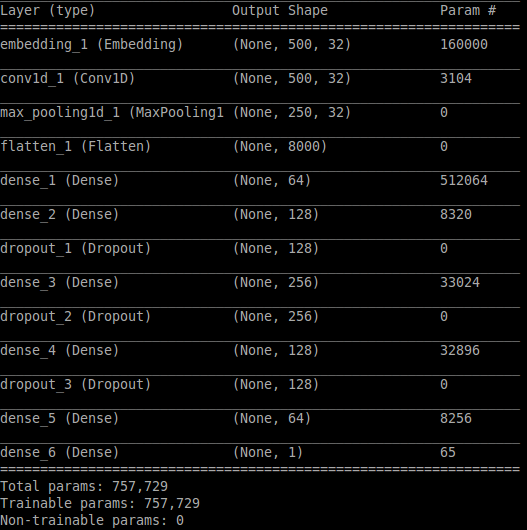 Layer (type) Output Shape Param #
=================================================================
embedding_1 (Embedding) (None, 500, 32) 160000
conv1d_1 (Conv1D) (None, 500, 32) 3104
max_pooling1d_1 (MaxPooling1 (None, 250, 32) 0
flatten_1 (Flatten) (None, 8000) 0
dense_1 (Dense) (None, 64) 512064
dense_2 (Dense) (None, 128) 8320
dropout_1 (Dropout) (None, 128) 0
dense_3 (Dense) (None, 256) 33024
dropout_2 (Dropout) (None, 256) 0
dense_4 (Dense) (None, 128) 32896
dropout_3 (Dropout) (None, 128) 0
dense_5 (Dense) (None, 64) 8256
dense_6 (Dense) (None, 1) 65
=================================================================
Total params: 757,729
Trainable params: 757,729
Non-trainable params: 0